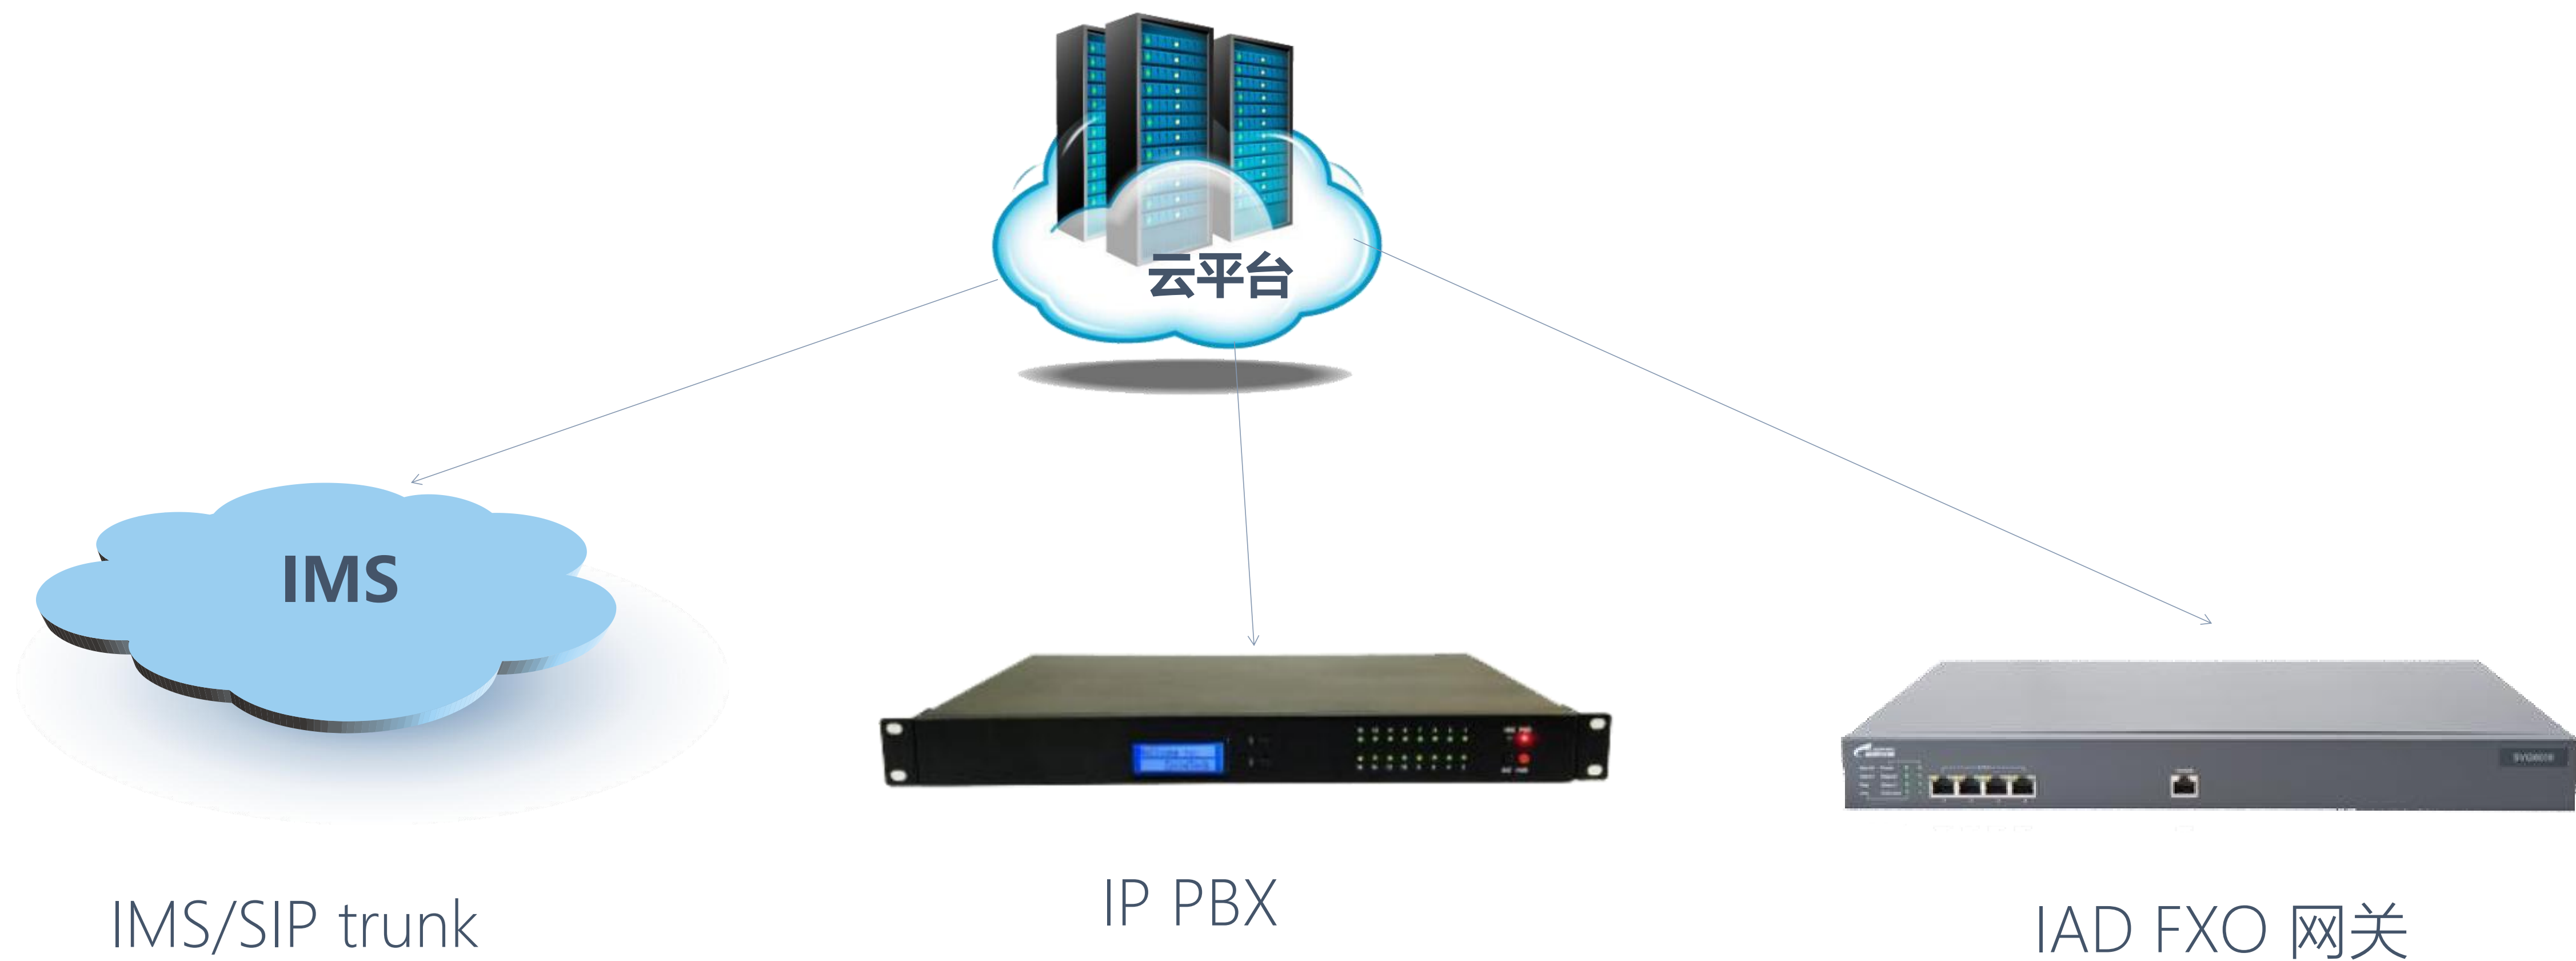 云平台
IMS
IMS/SIP trunk
IP PBX
IAD FXO 网关